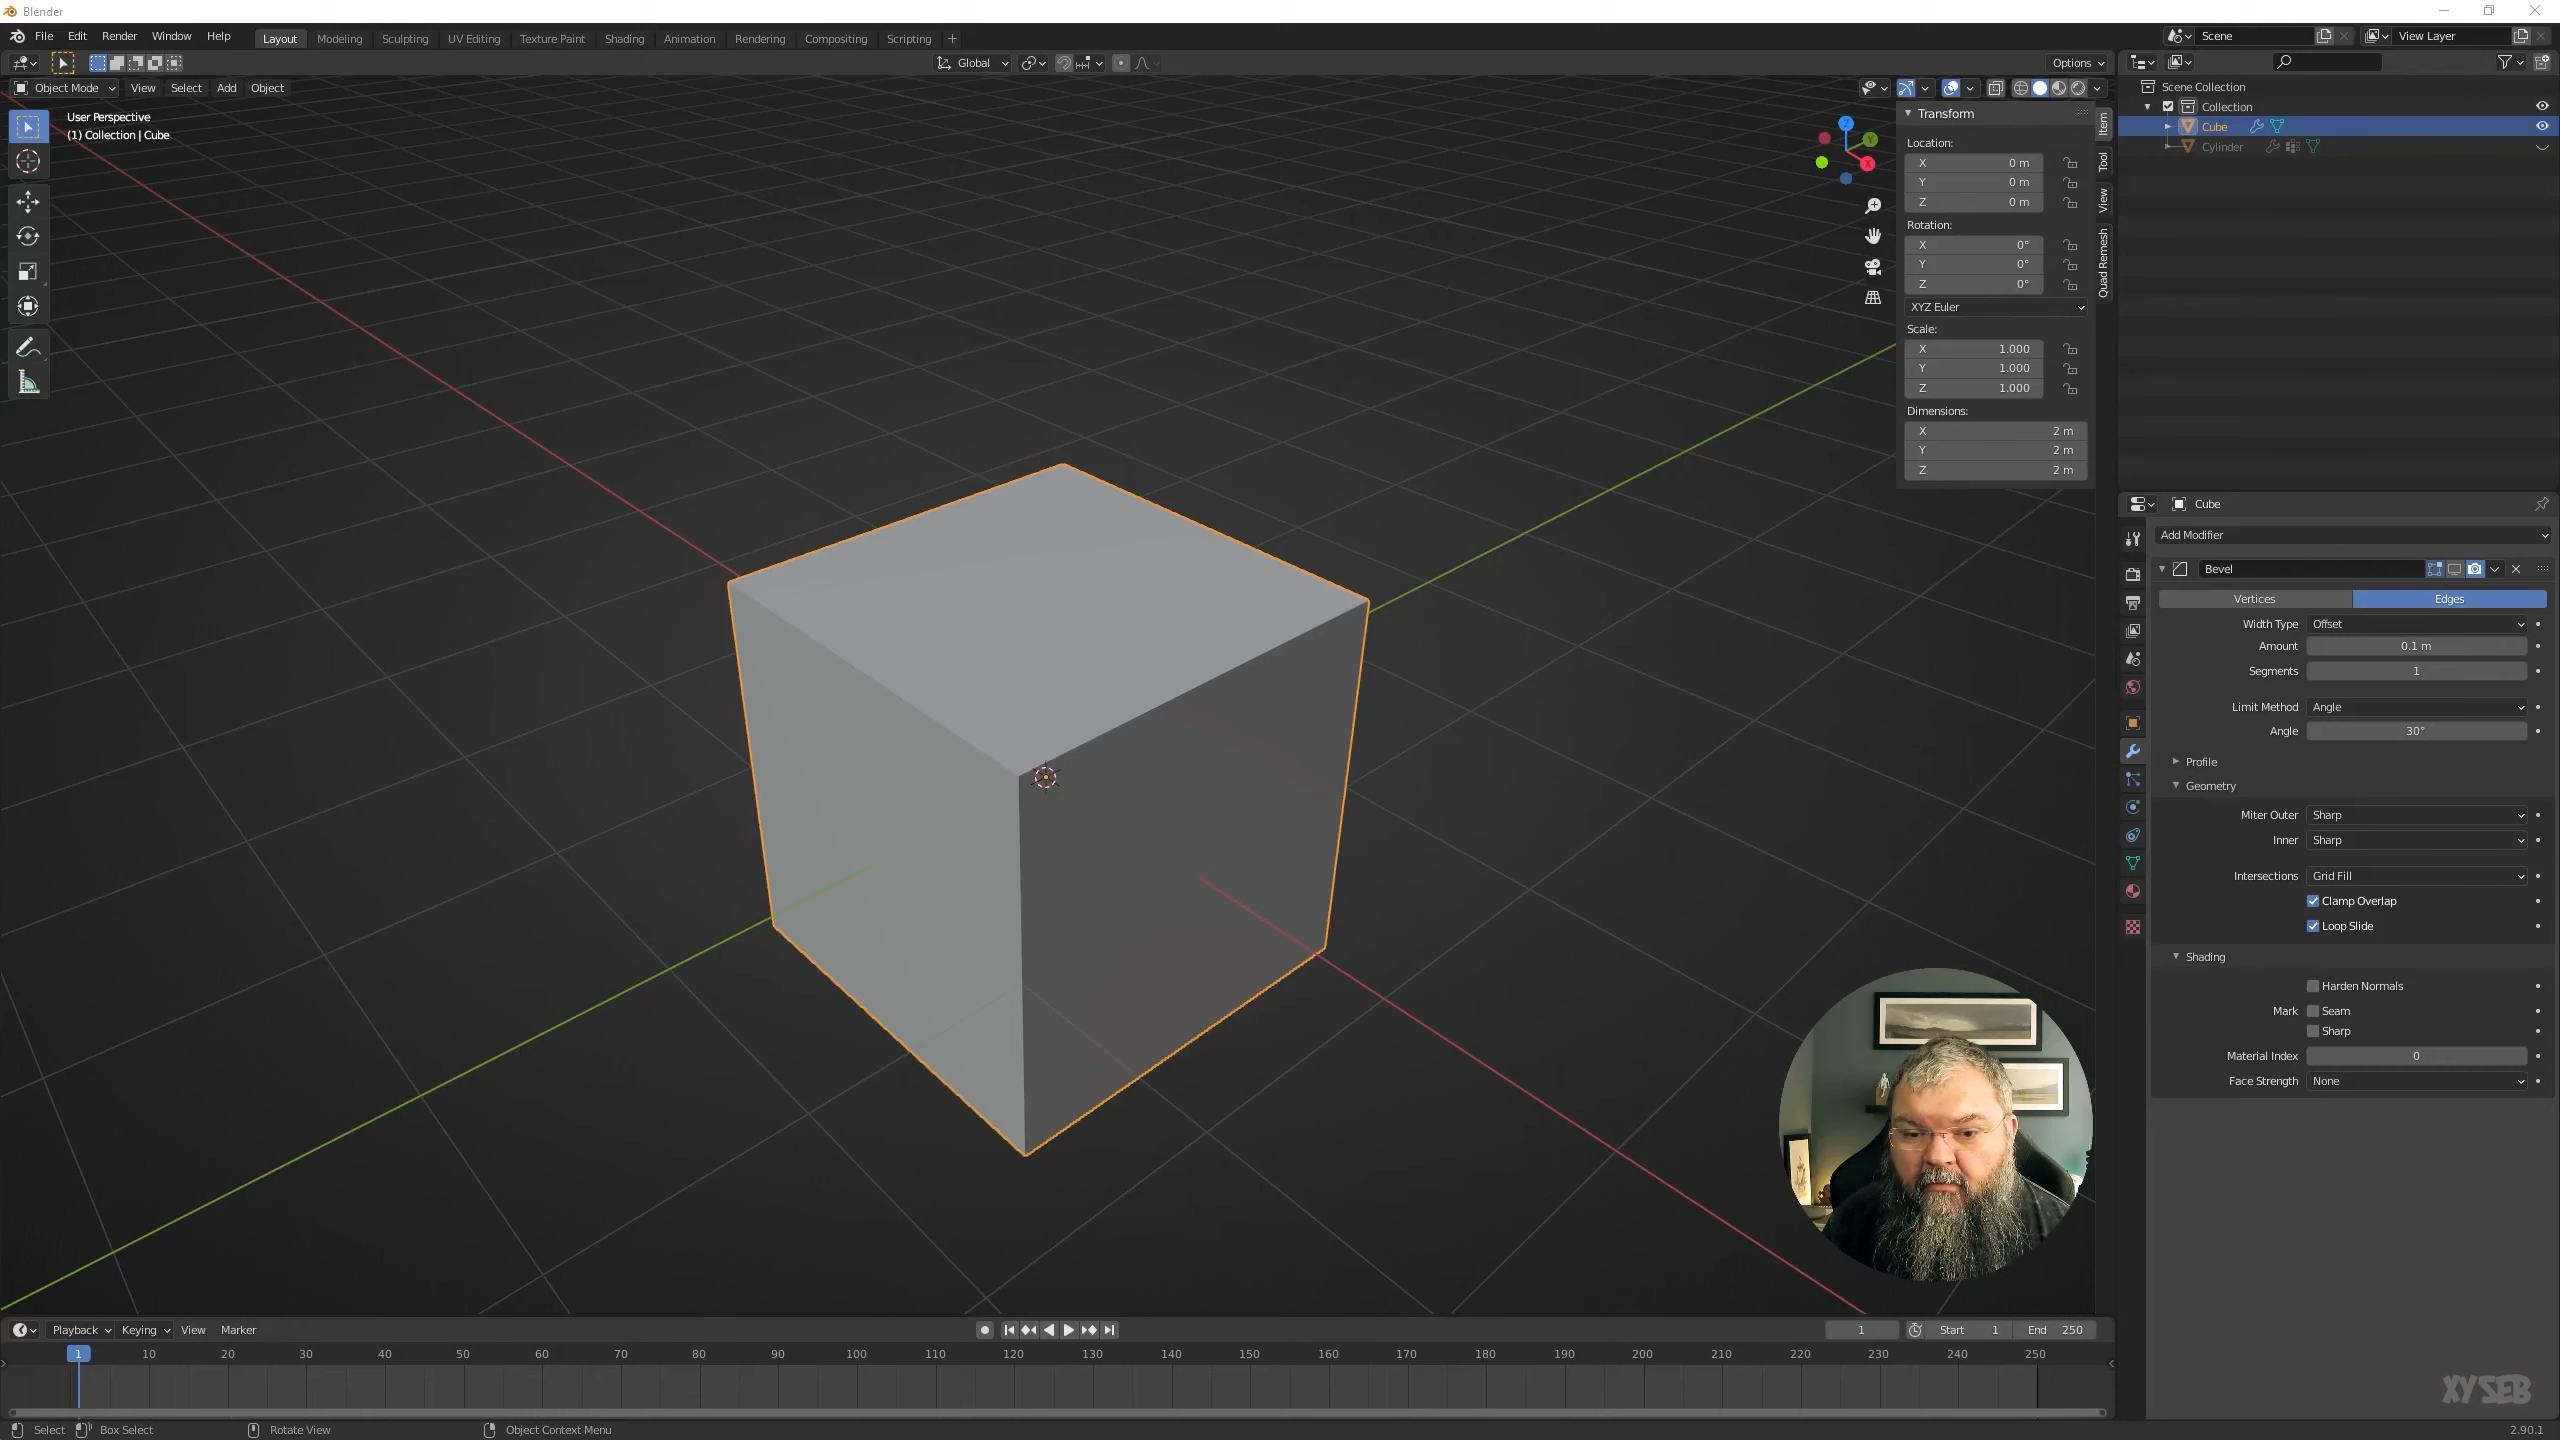 Blender
File Edit Render Window Help Layout Modeling Sculpting UV Editing Texture Paint Shading Animation Rendering Compositing Scripting + Scene View Layer
Global Options
Object Mode View Select Add Object
User Perspective
(1) Collection | Cube
Z
Y
X
Transform
Location:
X 0 m
Y 0 m
Z 0 m
Rotation:
X 0°
Y 0°
Z 0°
XYZ Euler
Scale:
X 1.000
Y 1.000
Z 1.000
Dimensions:
X 2 m
Y 2 m
Z 2 m
Item
Tool
View
Quad Remesh
Scene Collection
Collection
Cube
Cylinder
Cube
Add Modifier
Bevel
Vertices Edges
Width Type Offset
Amount 0.1 m
Segments 1
Limit Method Angle
Angle 30°
Profile
Geometry
Miter Outer Sharp
Inner Sharp
Intersections Grid Fill
Clamp Overlap
Loop Slide
Shading
Harden Normals
Mark Seam
Sharp
Material Index 0
Face Strength None
Playback Keying View Marker 1 Start 1 End 250
1 10 20 30 40 50 60 70 80 90 100 110 120 130 140 150 160 170 180 190 200 210 220 230 240 250
XYSEB
Select Box Select Rotate View Object Context Menu 2.90.1